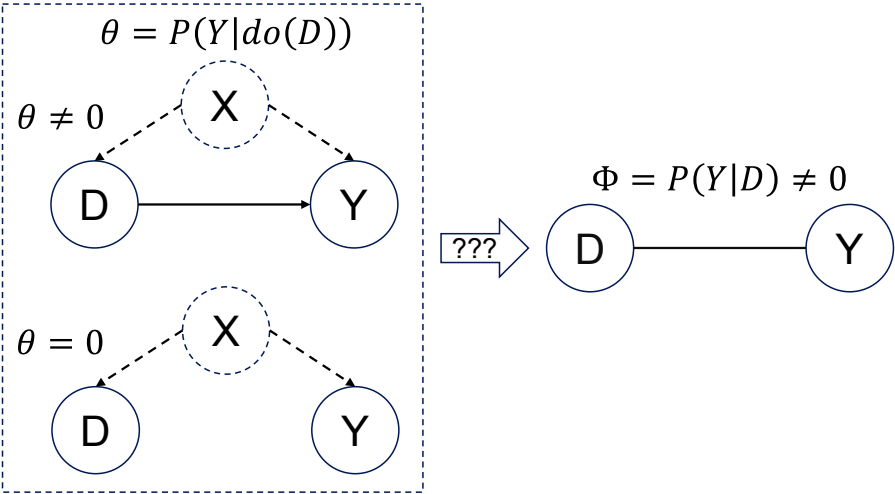 θ = P(Y|do(D))
X
θ ≠ 0
D
Y
θ = 0
X
D
Y
???
Φ = P(Y|D) ≠ 0
D
Y